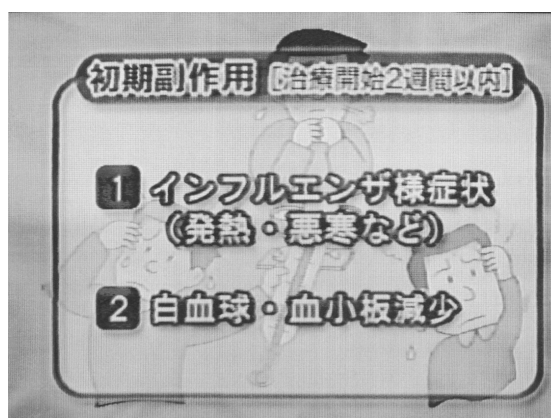 初期副作用 [治療開始2週間以内]
1 インフルエンザ様症状
(発熱・悪寒など)
2 白血球・血小板減少